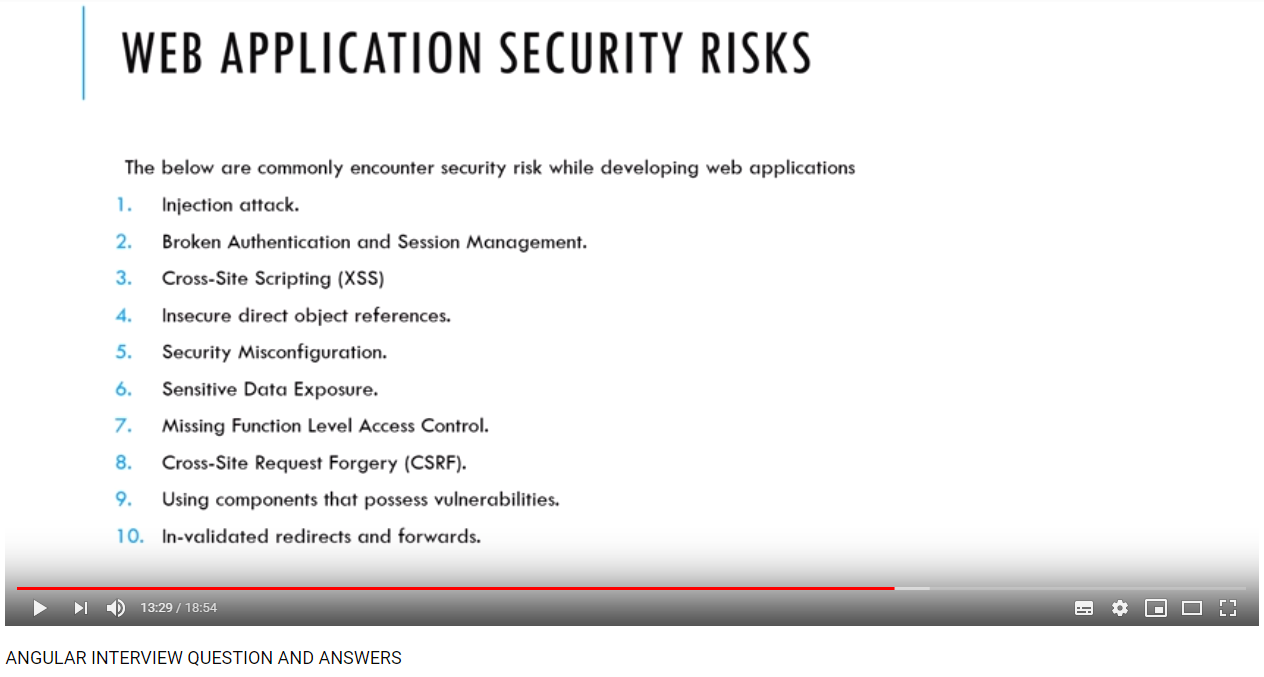 WEB APPLICATION SECURITY RISKS
The below are commonly encounter security risk while developing web applications
1. Injection attack.
2. Broken Authentication and Session Management.
3. Cross-Site Scripting (XSS)
4. Insecure direct object references.
5. Security Misconfiguration.
6. Sensitive Data Exposure.
7. Missing Function Level Access Control.
8. Cross-Site Request Forgery (CSRF).
9. Using components that possess vulnerabilities.
10. In-validated redirects and forwards.
13:29 / 18:54
ANGULAR INTERVIEW QUESTION AND ANSWERS